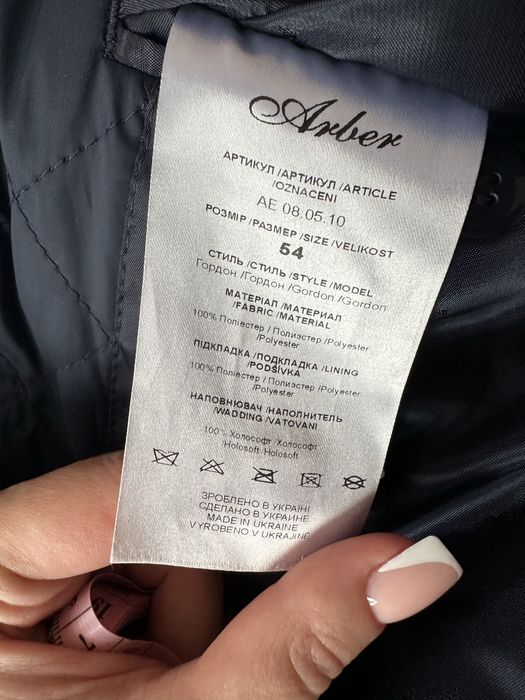 Arber
АРТИКУЛ /АРТИКУЛ /ARTICLE
/OZNACENI
AE 08.05.10
РОЗМІР /РАЗМЕР /SIZE /VELIKOST
54
СТИЛЬ /СТИЛЬ /STYLE /MODEL
Гордон /Гордон /Gordon /Gordon
МАТЕРІАЛ /МАТЕРИАЛ
/FABRIC /MATERIAL
100% Поліестер / Полиэстер /Polyester
/Polyester
ПІДКЛАДКА /ПОДКЛАДКА /LINING
/PODSÍVKA
100% Поліестер / Полиэстер /Polyester
/Polyester
НАПОВНЮВАЧ /НАПОЛНИТЕЛЬ
/WADDING /VATOVANI
100% Холософт /Холософт
/Holosoft /Holosoft
ЗРОБЛЕНО В УКРАЇНІ
СДЕЛАНО В УКРАИНЕ
MADE IN UKRAINE
VYROBENO V UKRAJINE